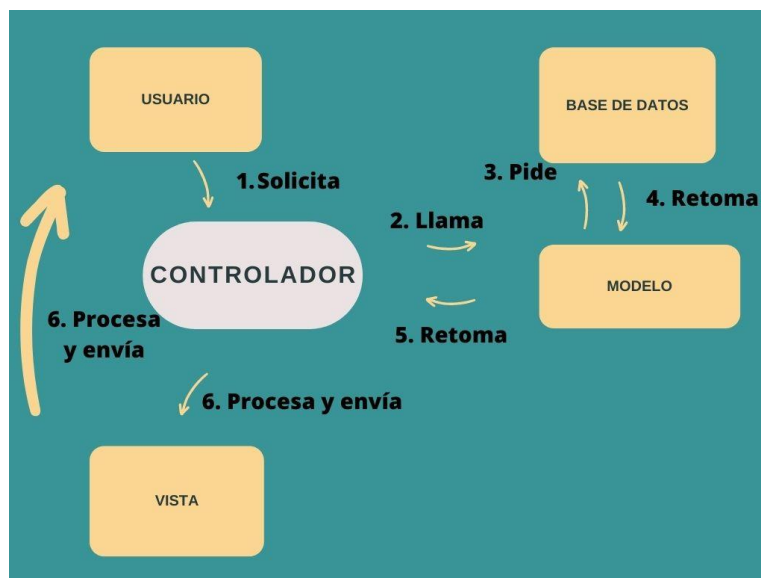 USUARIO
BASE DE DATOS
1. Solicita
3. Pide
4. Retoma
2. Llama
CONTROLADOR
MODELO
5. Retoma
6. Procesa
y envía
6. Procesa y envía
VISTA